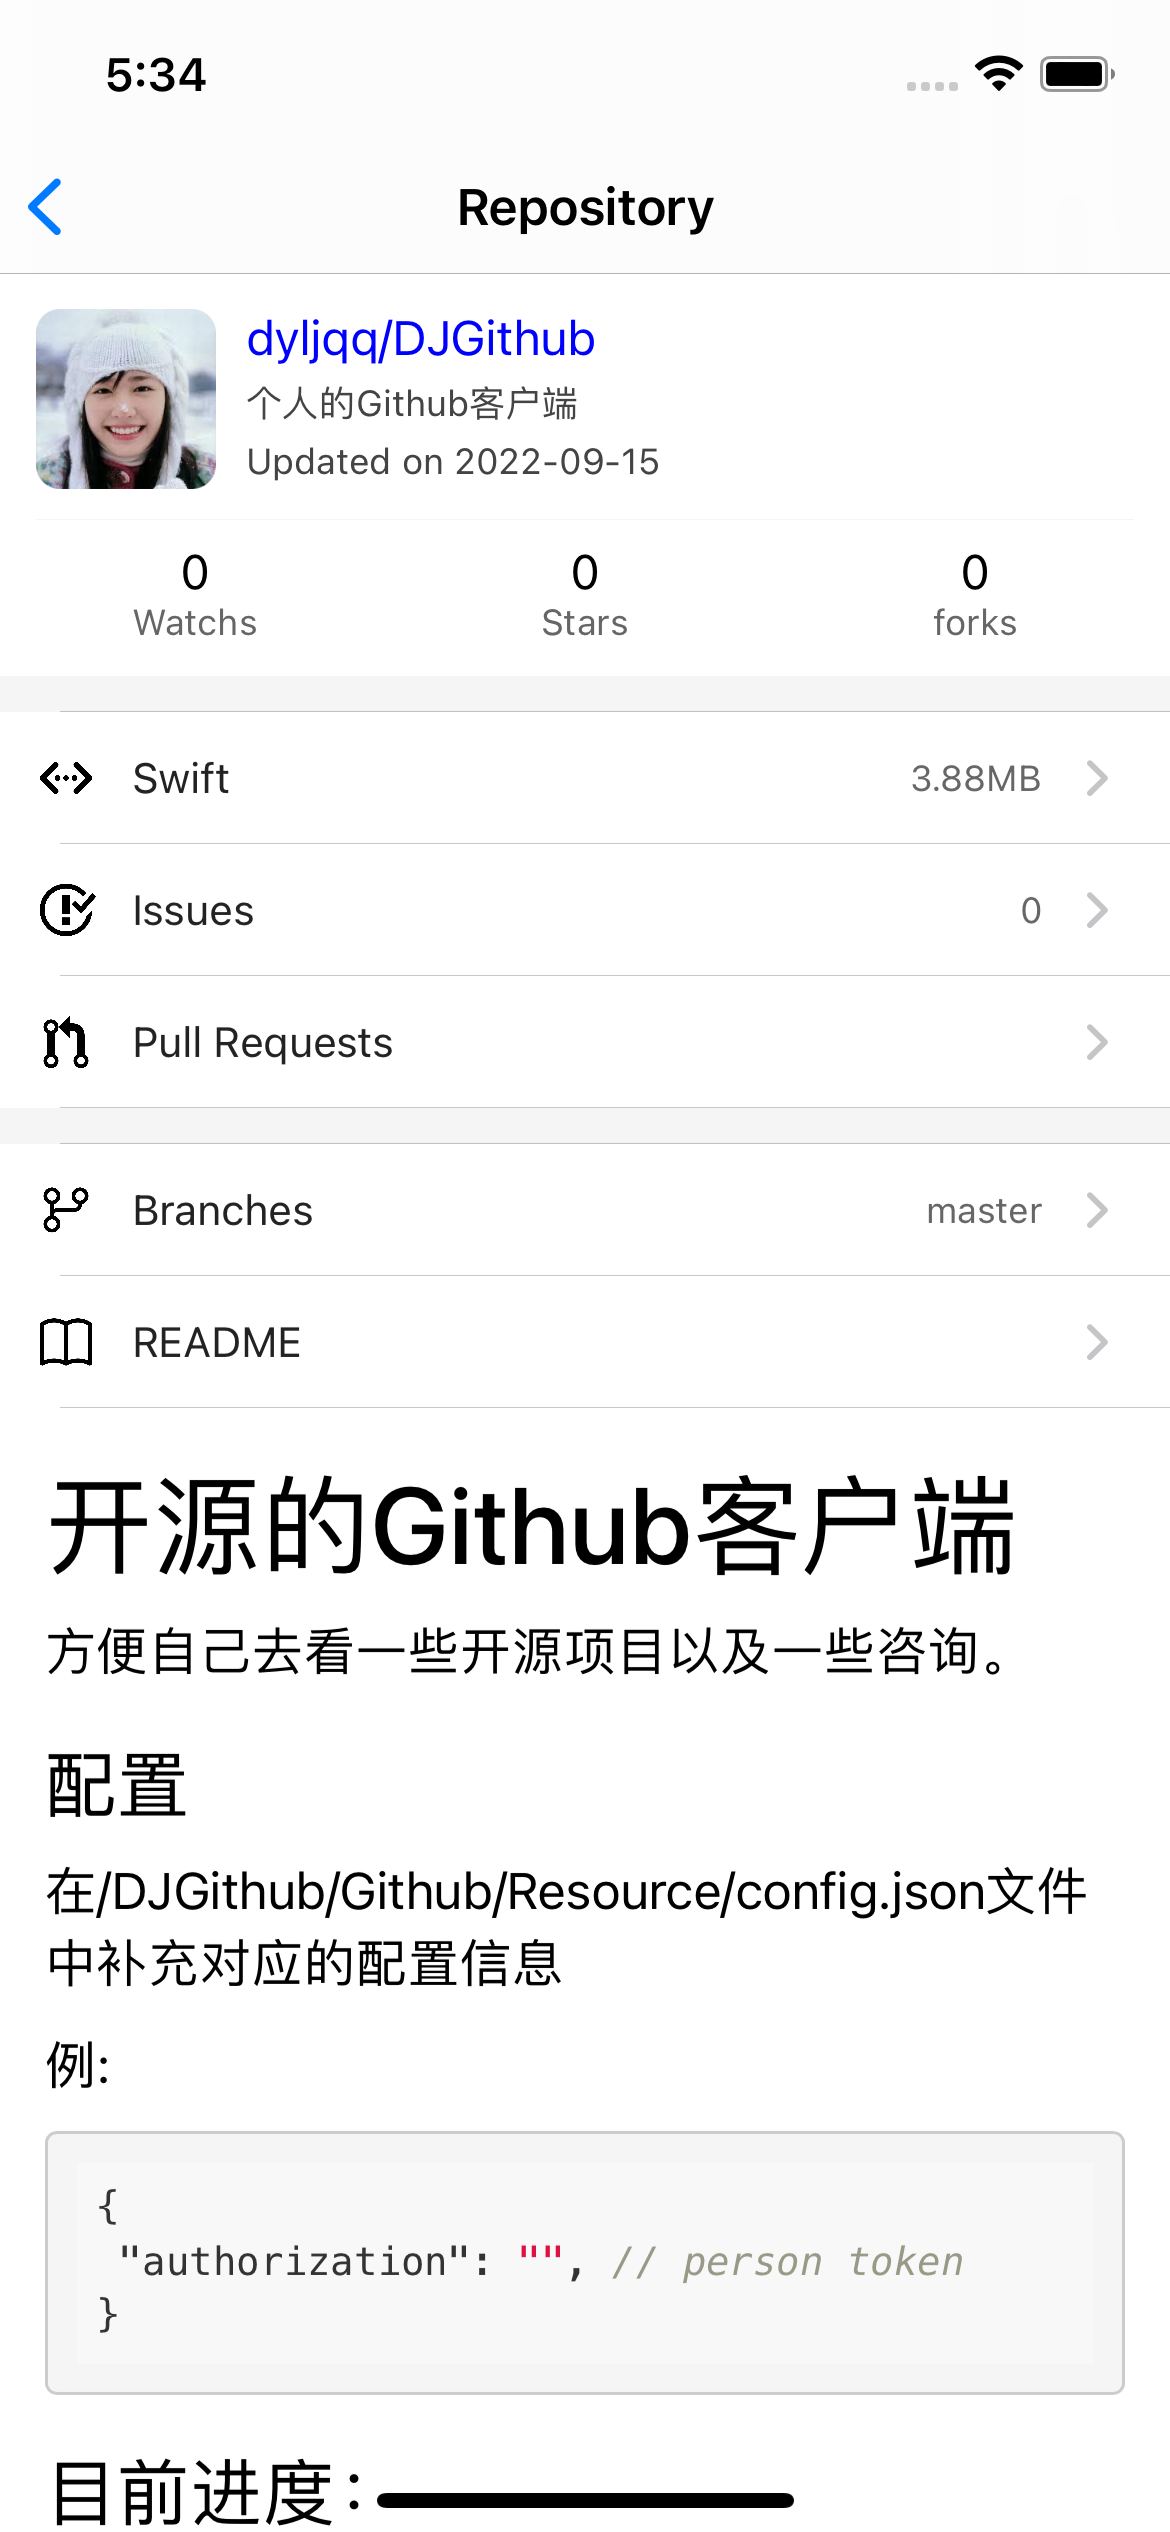 5:34
Repository
dyljqq/DJGithub
个人的Github客户端
Updated on 2022-09-15
0
Watchs
0
Stars
0
forks
Swift
3.88MB
Issues
0
Pull Requests
Branches
master
README
开源的Github客户端
方便自己去看一些开源项目以及一些咨询。
配置
在/DJGithub/Github/Resource/config.json文件
中补充对应的配置信息
例:
{
"authorization": "", // person token
}
目前进度: